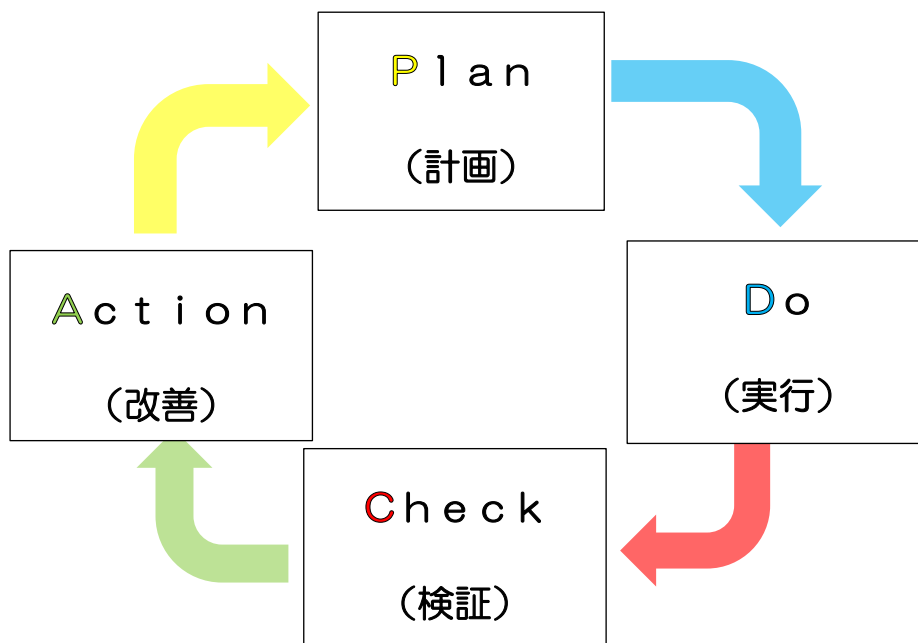 Ｐｌａｎ
（計画）
Ｄｏ
（実行）
Ｃｈｅｃｋ
（検証）
Ａｃｔｉｏｎ
（改善）